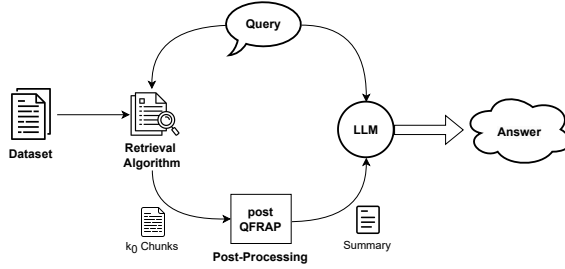 Query
Dataset
Retrieval
Algorithm
LLM
Answer
k0 Chunks
post
QFRAP
Post-Processing
Summary